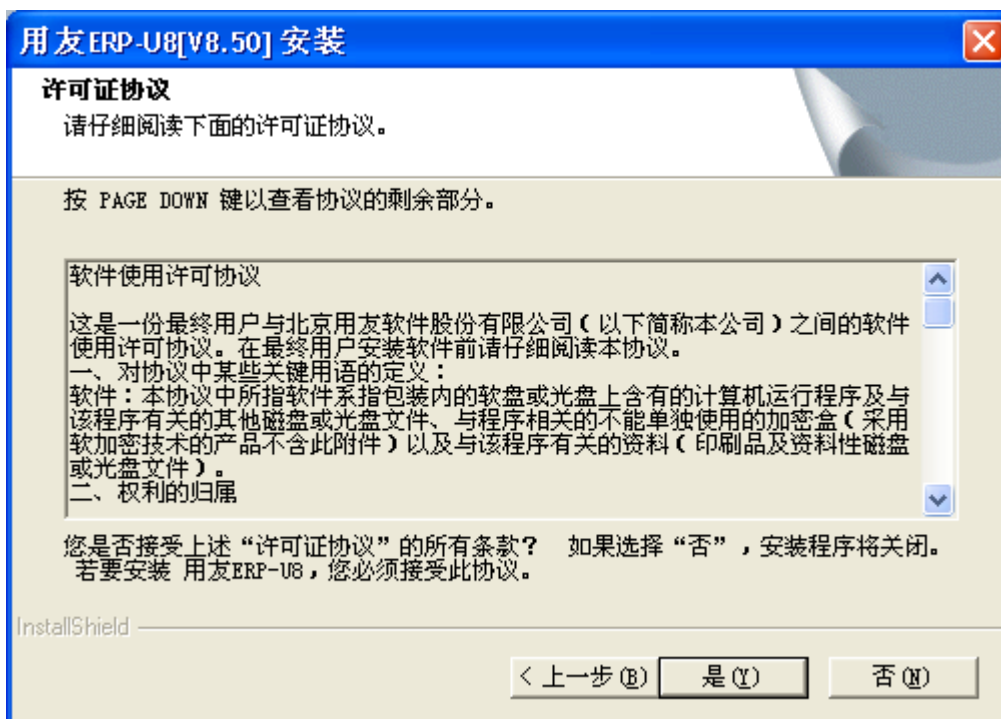 用友ERP-U8[V8.50] 安装
许可证协议
请仔细阅读下面的许可证协议。
按 PAGE DOWN 键以查看协议的剩余部分。
软件使用许可协议
这是一份最终用户与北京用友软件股份有限公司(以下简称本公司)之间的软件
使用许可协议。在最终用户安装软件前请仔细阅读本协议。
一、对协议中某些关键用语的定义:
软件:本协议中所指软件系指包装内的软盘或光盘上含有的计算机运行程序及与
该程序有关的其他磁盘或光盘文件、与程序相关的不能单独使用的加密盒(采用
软加密技术的产品不含此附件)以及与该程序有关的资料(印刷品及资料性磁盘
或光盘文件)。
二、权利的归属
您是否接受上述“许可证协议”的所有条款? 如果选择“否”,安装程序将关闭。
若要安装 用友ERP-U8,您必须接受此协议。
InstallShield
< 上一步(B) 是(Y) 否(N)